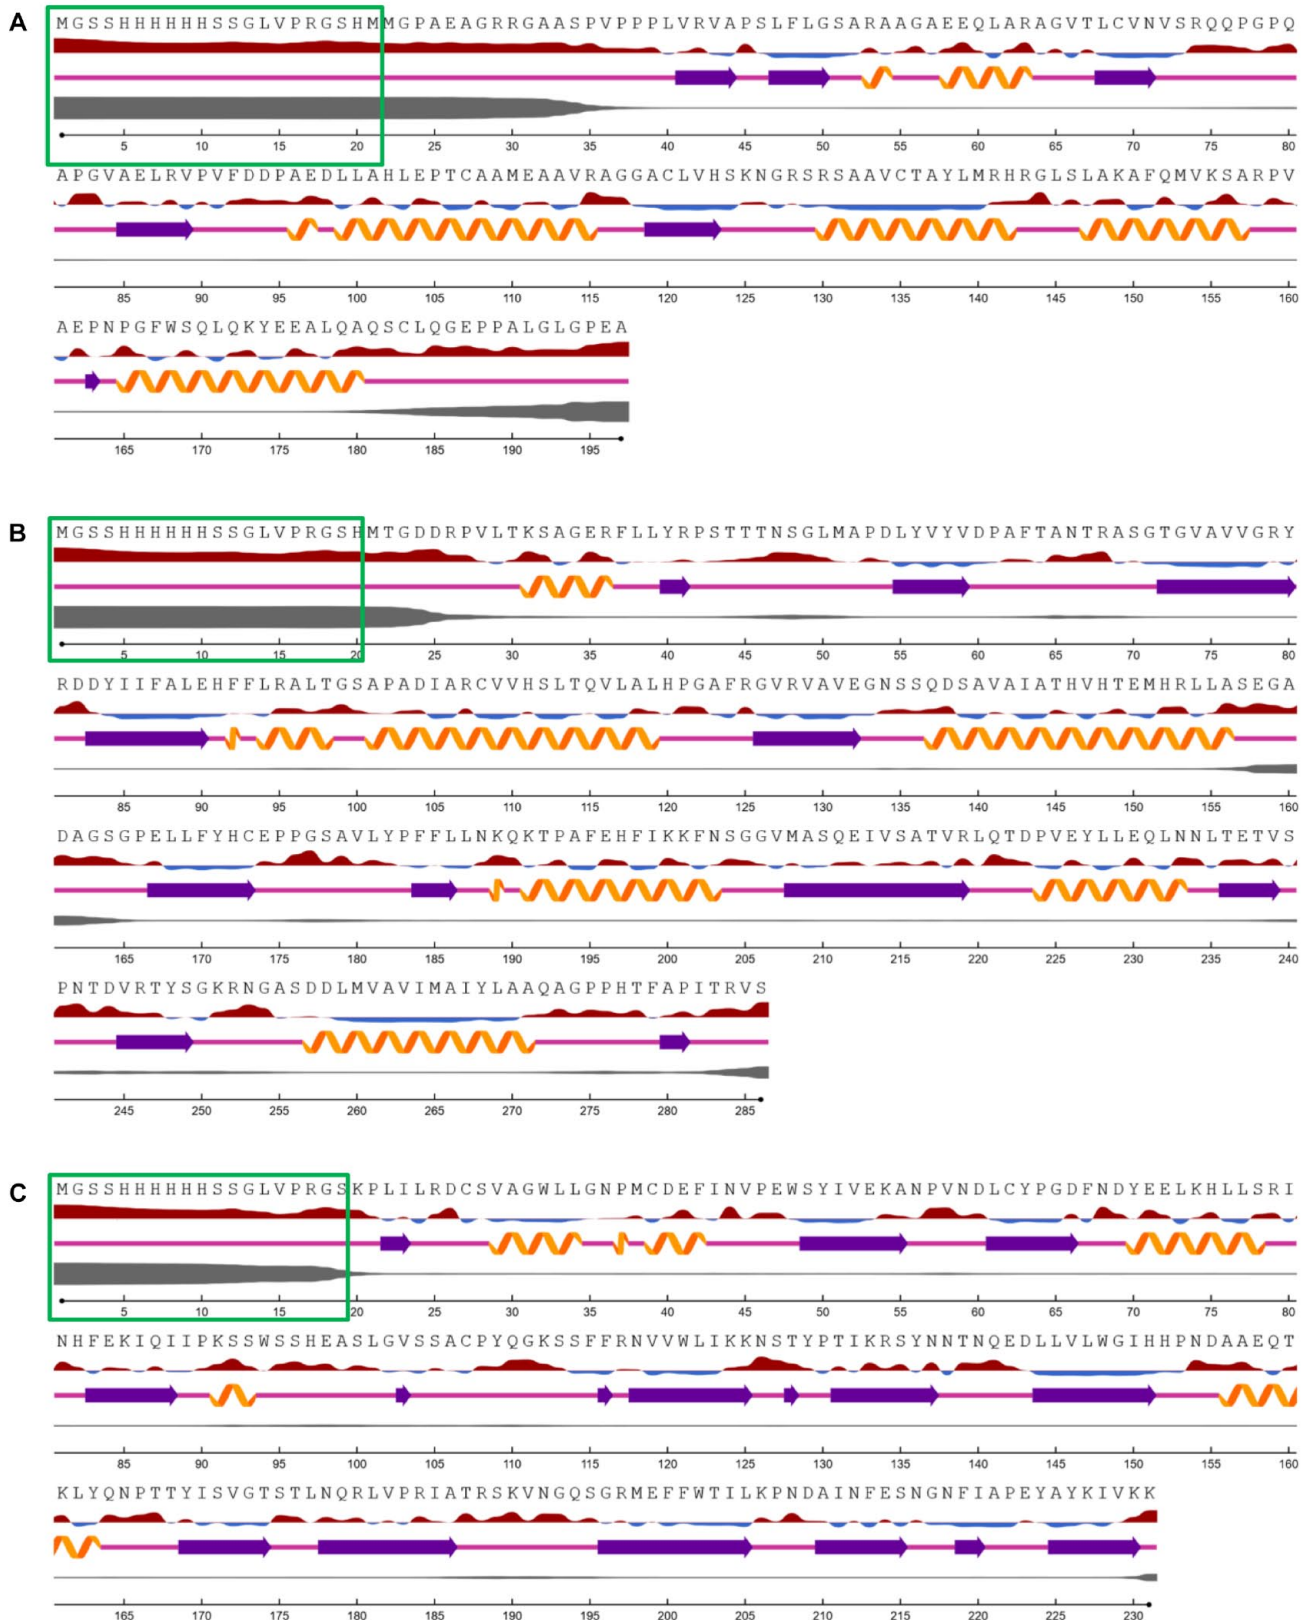 A
MGSSHHHHHHSSGLVPRGSHMMGPAEAGRRGAASPVPPPLVRVAPSLFLGSARAAGAEEQLARAGVTLCVNVSRQQPGPQ
5 10 15 20 25 30 35 40 45 50 55 60 65 70 75 80
APGVAELRVPVFDDPAEDLLAHLEPTCAAMEAAVRAGGACLVHSKNGRSRSAAVCTAYLMRHRGLSLAKAFQMVKSARPV
85 90 95 100 105 110 115 120 125 130 135 140 145 150 155 160
AEPNPGFWSQLQKYEEALQAQSCLQGEPPALGLGPEA
165 170 175 180 185 190 195
B
MGSSHHHHHHSSGLVPRGSHMTGDDRPVLTKSAGERFLLYRPSTTTNSGLMAPDLYVYVDPAFTANTRASGTGVAVVGRY
5 10 15 20 25 30 35 40 45 50 55 60 65 70 75 80
RDDYIIFALEHFFLRALTGSAPADIARCVVHSLTQVLALHPGAFRGVRVAVEGNSSQDSAVAIATHVHTEMHRLLASEGA
85 90 95 100 105 110 115 120 125 130 135 140 145 150 155 160
DAGSGPELLFYHCEPPGSAVLYPFFLLNKQKTPAFEHFIKKFNSGGVMASQEIVSATVRLQTDPVEYLLEQLNNLTETVS
165 170 175 180 185 190 195 200 205 210 215 220 225 230 235 240
PNTDVRTYSGKRNGASDDLMVAVIMAIYLAAQAGPPHTFAPITRVS
245 250 255 260 265 270 275 280 285
C
MGSSHHHHHHSSGLVPRGSKPLILRDCSVAGWLLGNPMCDEFINVPEWSYIVEKANPVNDLCYPGDFNDYEELKHLLSRI
5 10 15 20 25 30 35 40 45 50 55 60 65 70 75 80
NHFEKIQIIPKSSWSSHEASLGVSSACPYQGKSSFFRNVVWLIKKNSTYPTIKRSYNNTNQEDLLVLWGIHHPNDAAEQT
85 90 95 100 105 110 115 120 125 130 135 140 145 150 155 160
KLYQNPTTYISVGTSTLNQRLVPRIATRSKVNGQSGRMEFFWTILKPNDAINFESNGNFIAPEYAYKIVKK
165 170 175 180 185 190 195 200 205 210 215 220 225 230